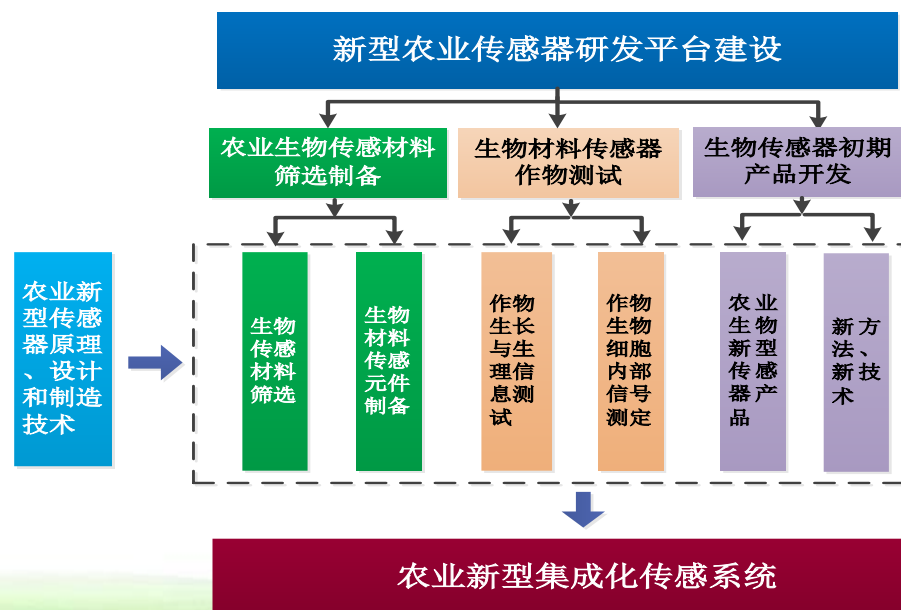 新型农业传感器研发平台建设
农业生物传感材料
筛选制备
生物材料传感器
作物测试
生物传感器初期
产品开发
农业新
型传感
器原理
、设计
和制造
技术
生物
传感
材料
筛选
生物
材料
传感
元件
制备
作物
生长
与生
理信
息测
试
作物
生物
细胞
内部
信号
测定
农业
生物
新型
传感
器产
品
新方
法、
新技
术
农业新型集成化传感系统